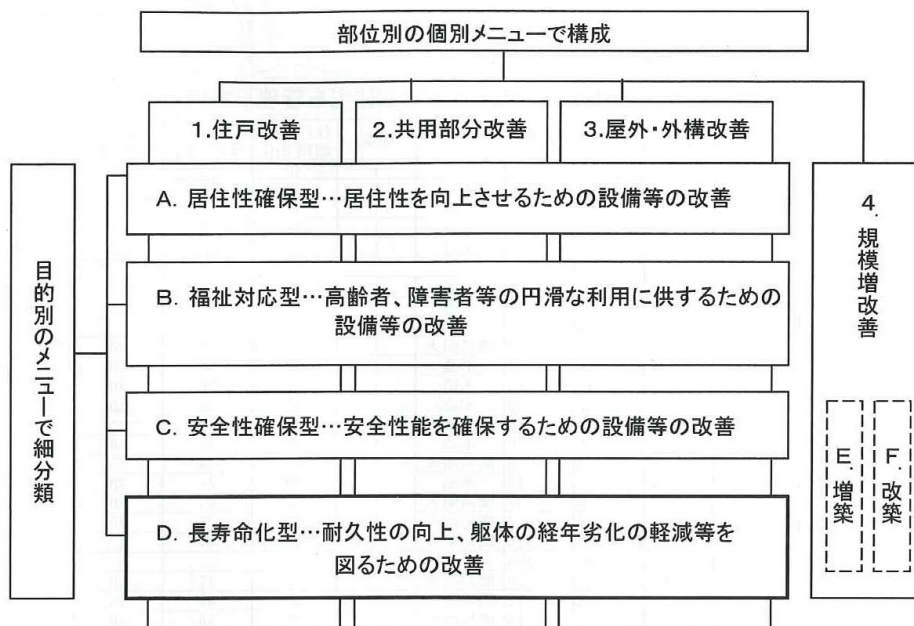 部位別の個別メニューで構成
1.住戸改善
2.共用部分改善
3.屋外・外構改善
目的別のメニューで細分類
A. 居住性確保型…居住性を向上させるための設備等の改善
B. 福祉対応型…高齢者、障害者等の円滑な利用に供するための
設備等の改善
C. 安全性確保型…安全性能を確保するための設備等の改善
D. 長寿命化型…耐久性の向上、躯体の経年劣化の軽減等を
図るための改善
4.規模増改善
E.増築
F.改築